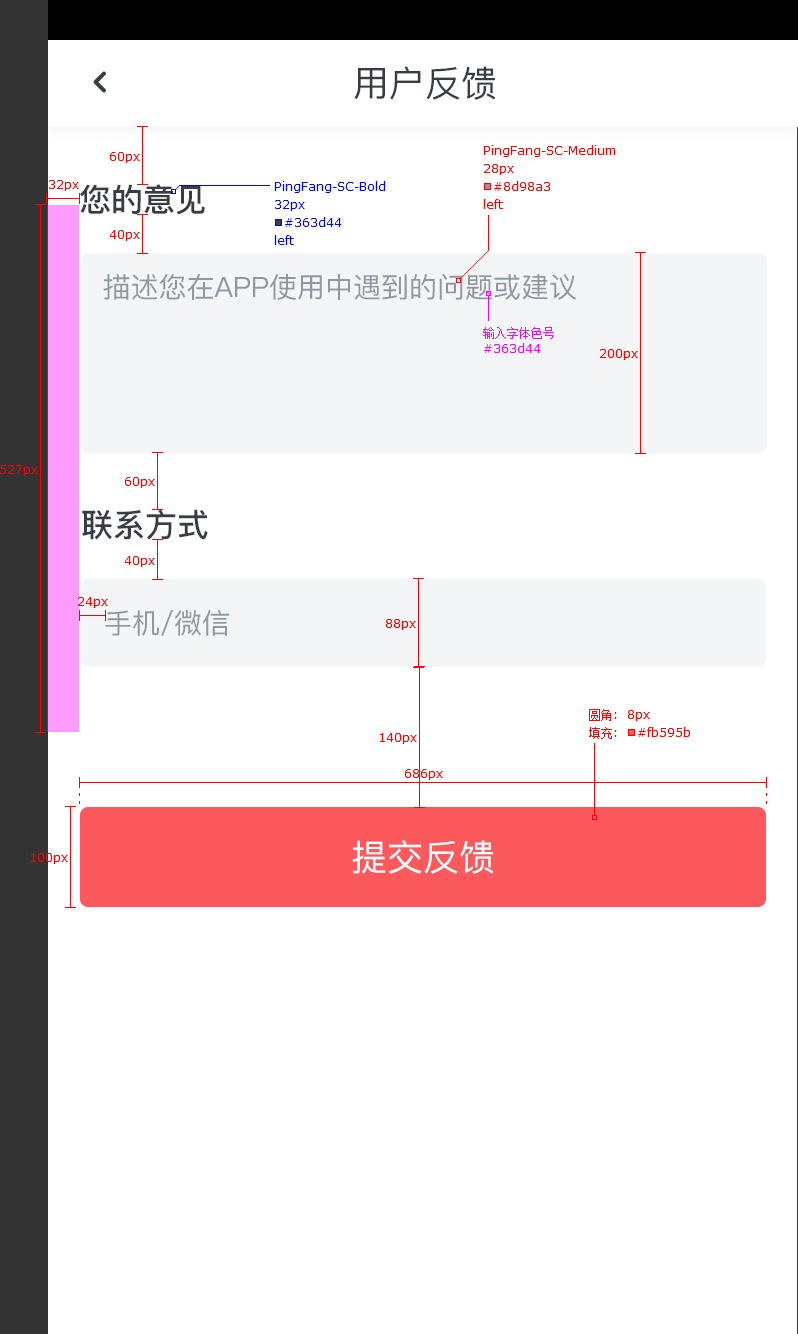 用户反馈
60px
PingFang-SC-Medium
28px
#8d98a3
left
32px
您的意见
PingFang-SC-Bold
32px
#363d44
left
40px
描述您在APP使用中遇到的问题或建议
输入字体色号
#363d44
200px
527px
60px
联系方式
40px
24px
手机/微信
88px
圆角: 8px
填充: #fb595b
140px
686px
100px
提交反馈